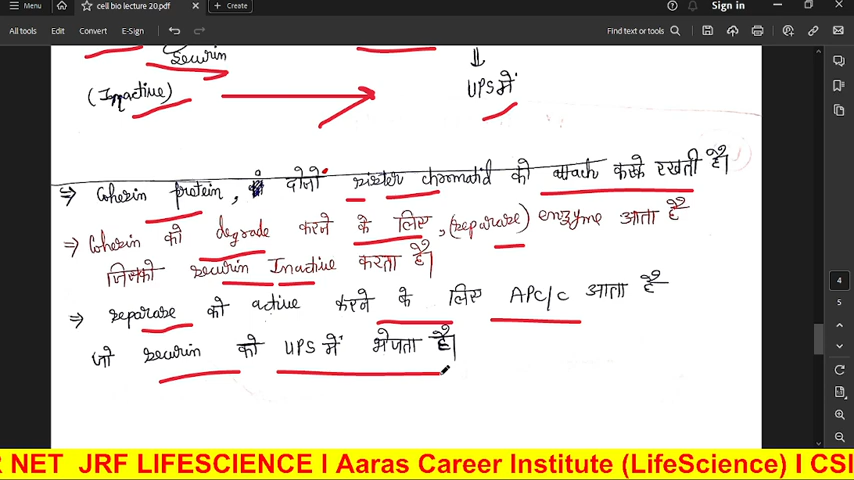 Menu
cell bio lecture 20.pdf
+ Create
Sign in
All tools Edit Convert E-Sign
Find text or tools
securin
(Inactive)
UPS में
⇒ Cohesin protein, दोनो sister chromatid को attach करके रखती है।
⇒ Cohesin को degrade करने के लिए, (separase) enzyme आता है
जिसको securin Inactive करता है।
⇒ separase को active करने के लिए APC/C आता है
जो securin को UPS में भेजता है।
4
5
R NET JRF LIFESCIENCE I Aaras Career Institute (LifeScience) I CSI